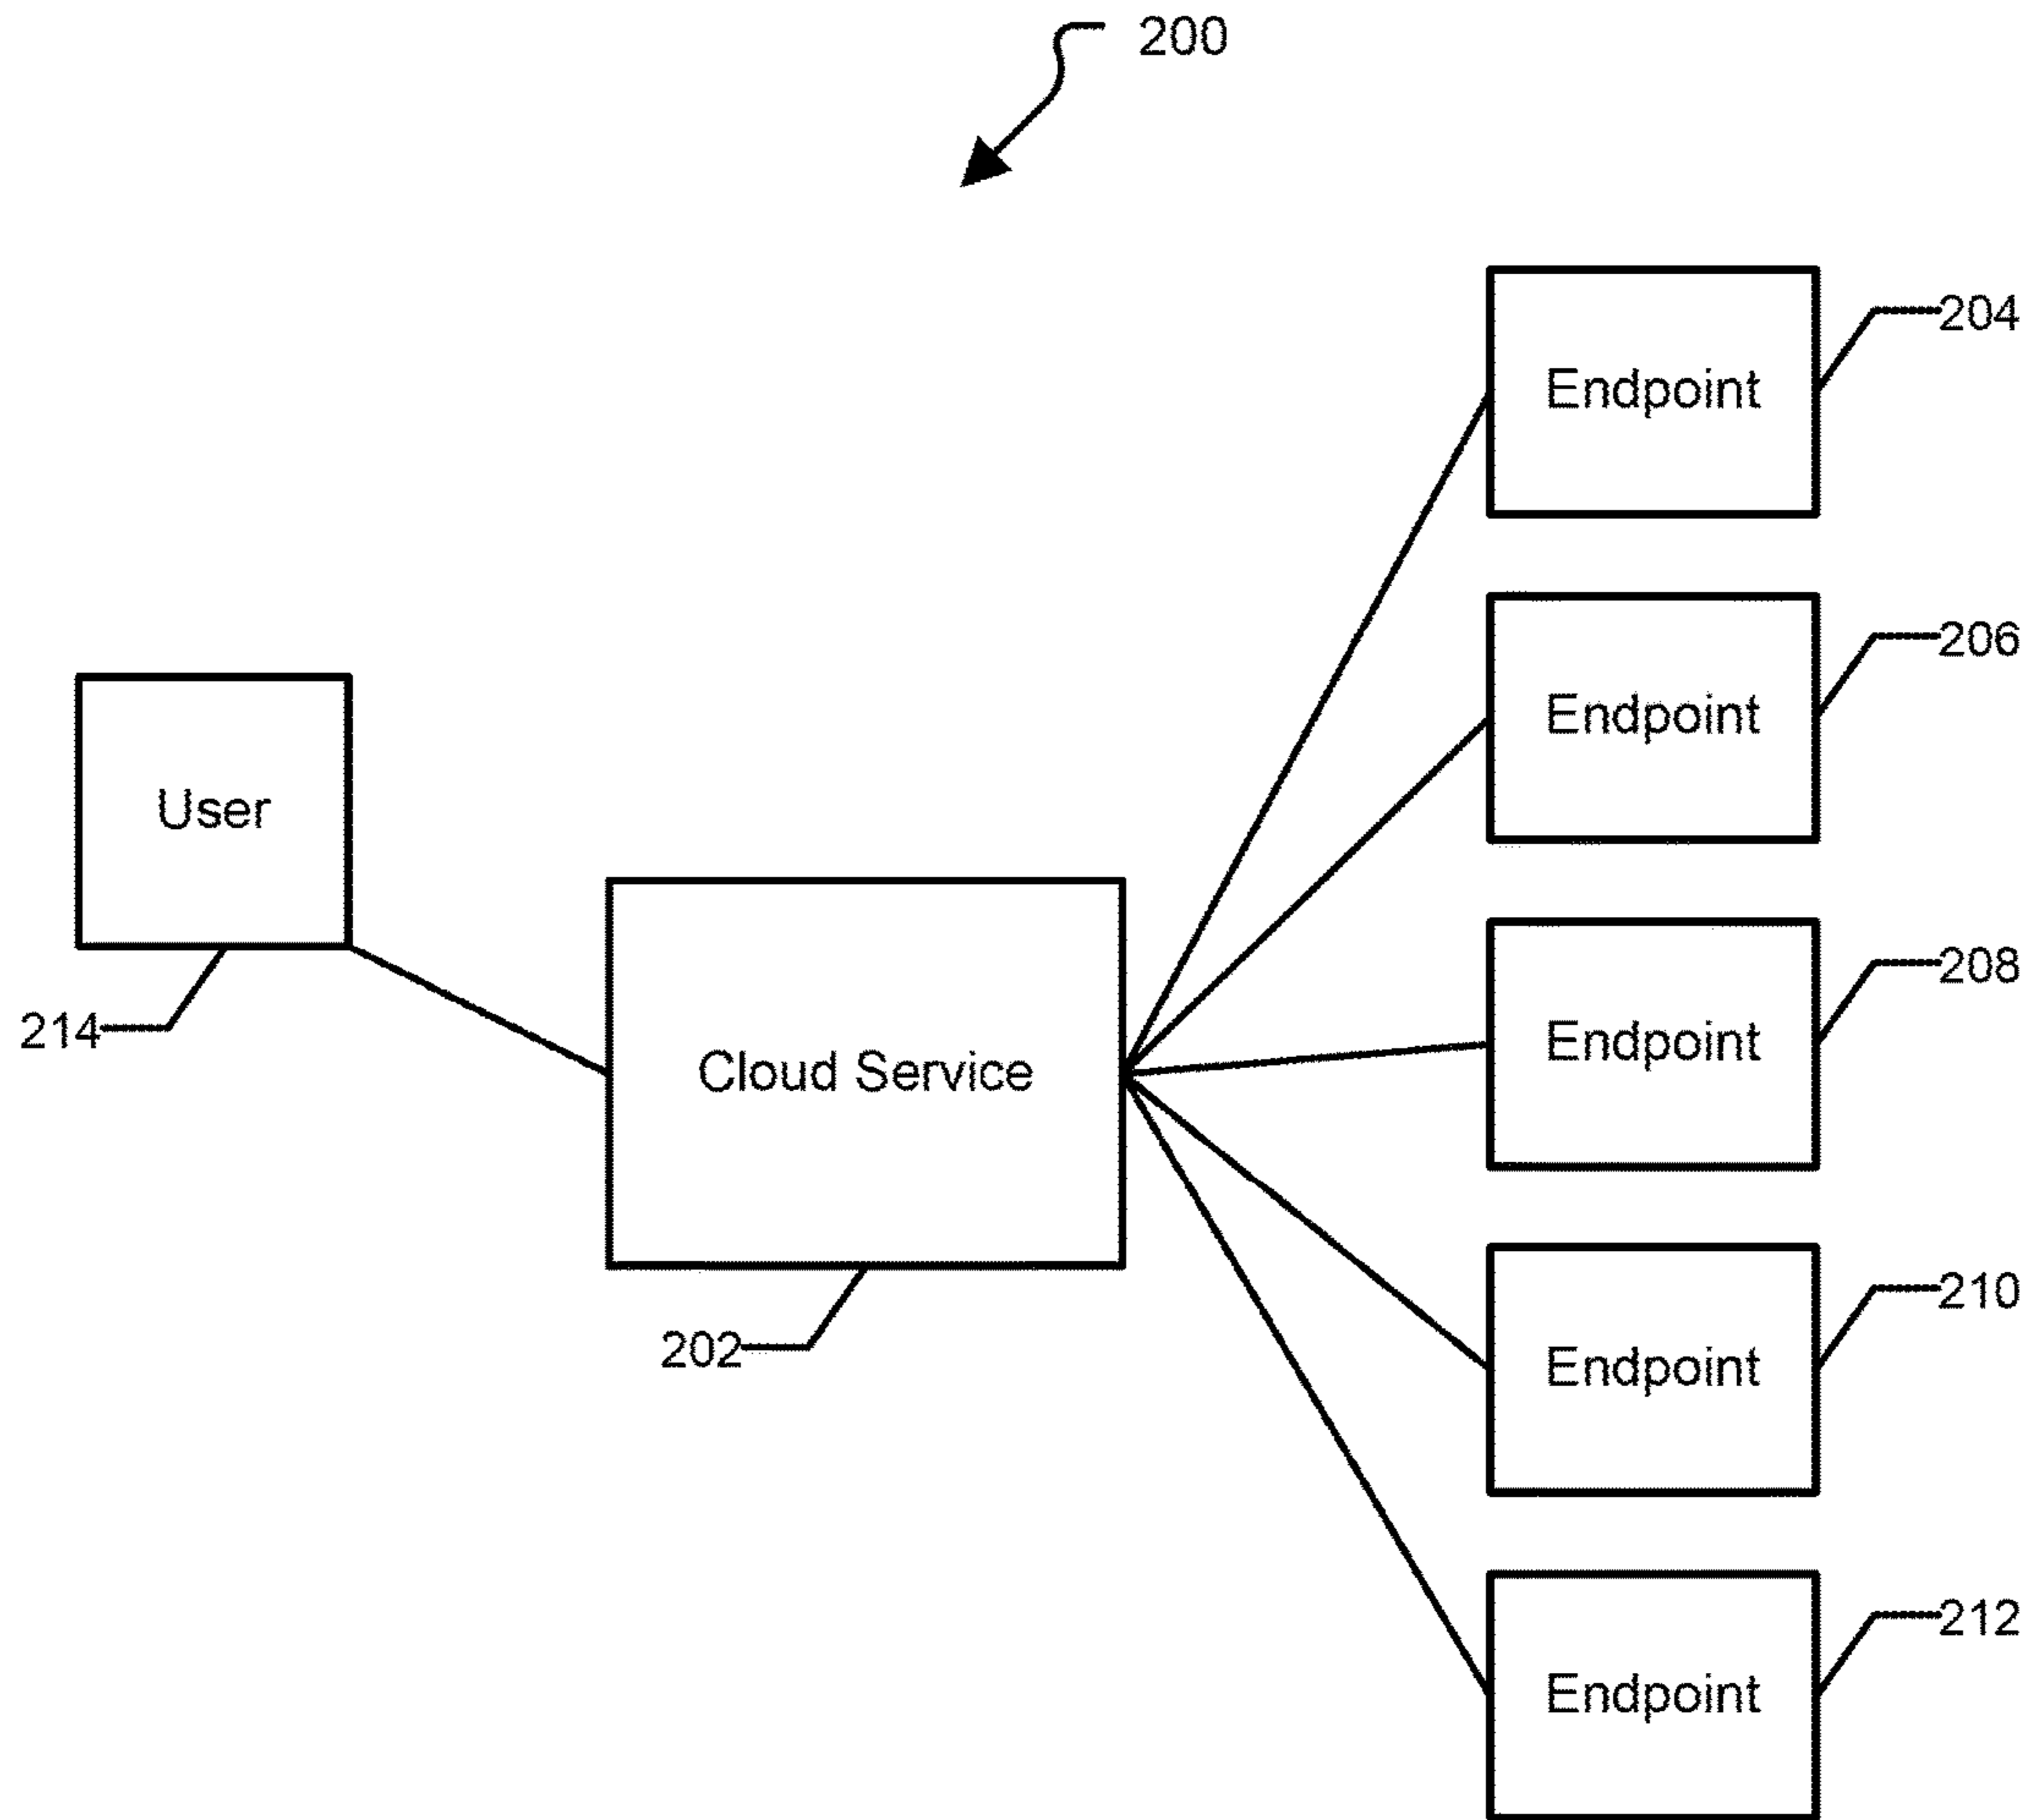 200
Endpoint
204
Endpoint
206
User
214
Endpoint
208
Cloud Service
202
Endpoint
210
Endpoint
212